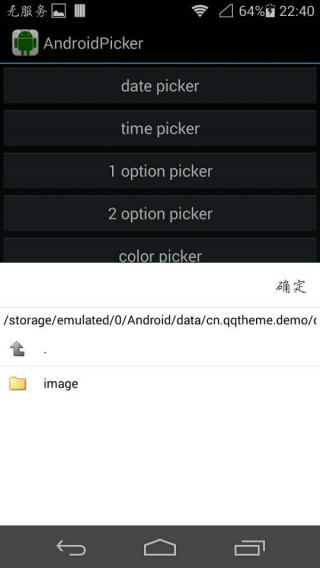 无服务 64% 22:40
AndroidPicker
date picker
time picker
1 option picker
2 option picker
color picker
确定
/storage/emulated/0/Android/data/cn.qqtheme.demo/
.
image